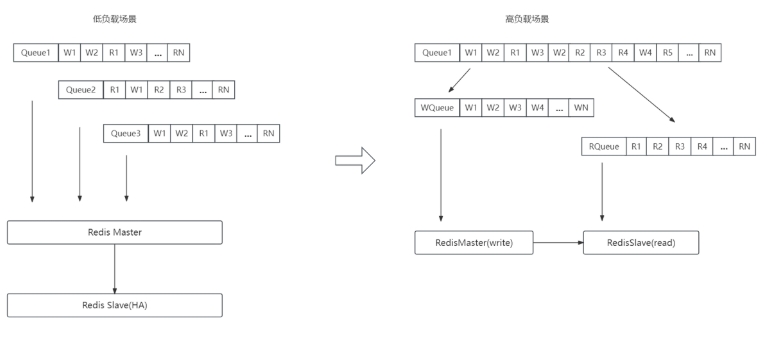 低负载场景
Queue1 W1 W2 R1 W3 ... RN
Queue2 R1 W1 R2 R3 ... RN
Queue3 W1 W2 R1 W3 ... RN
Redis Master
Redis Slave(HA)
高负载场景
Queue1 W1 W2 R1 W3 W2 R2 R3 R4 W4 R5 ... RN
WQueue W1 W2 W3 W4 ... WN
RQueue R1 R2 R3 R4 ... RN
RedisMaster(write)
RedisSlave(read)